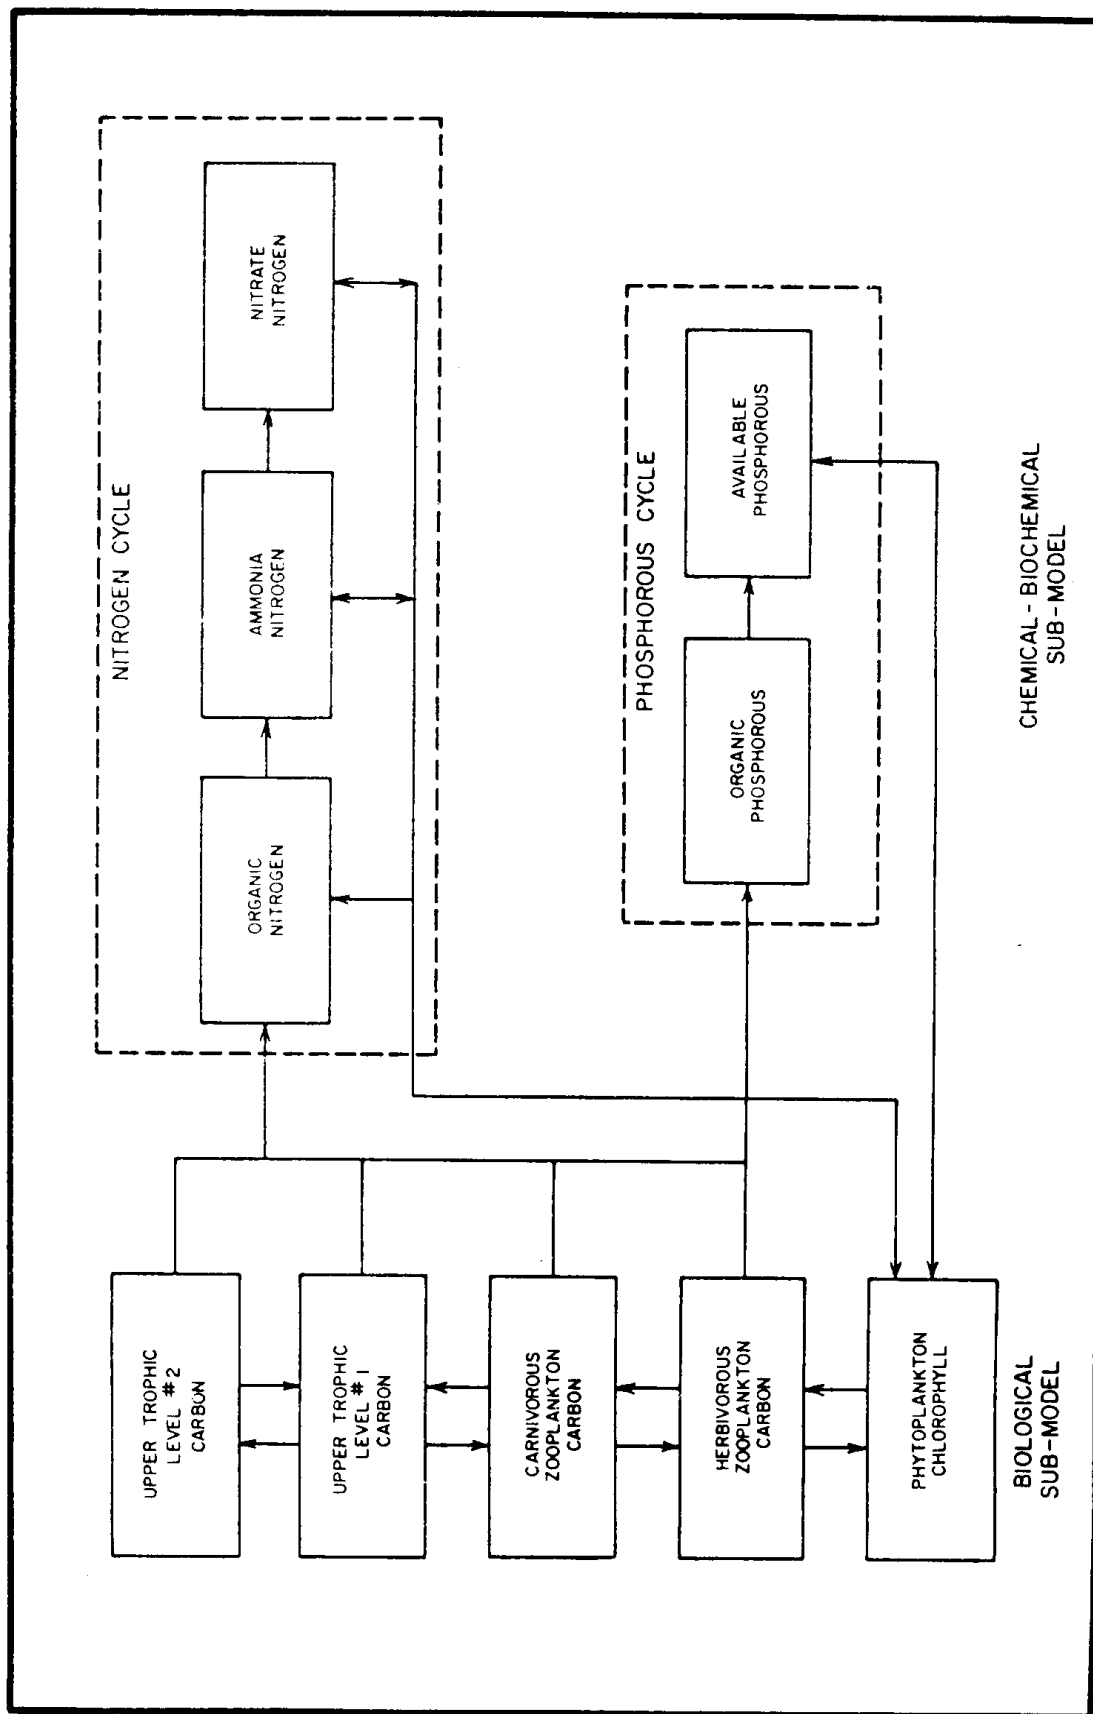 NITROGEN CYCLE
ORGANIC
NITROGEN
AMMONIA
NITROGEN
NITRATE
NITROGEN
PHOSPHOROUS CYCLE
ORGANIC
PHOSPHOROUS
AVAILABLE
PHOSPHOROUS
UPPER TROPHIC
LEVEL #2
CARBON
UPPER TROPHIC
LEVEL #1
CARBON
CARNIVOROUS
ZOOPLANKTON
CARBON
HERBIVOROUS
ZOOPLANKTON
CARBON
PHYTOPLANKTON
CHLOROPHYLL
BIOLOGICAL
SUB-MODEL
CHEMICAL-BIOCHEMICAL
SUB-MODEL